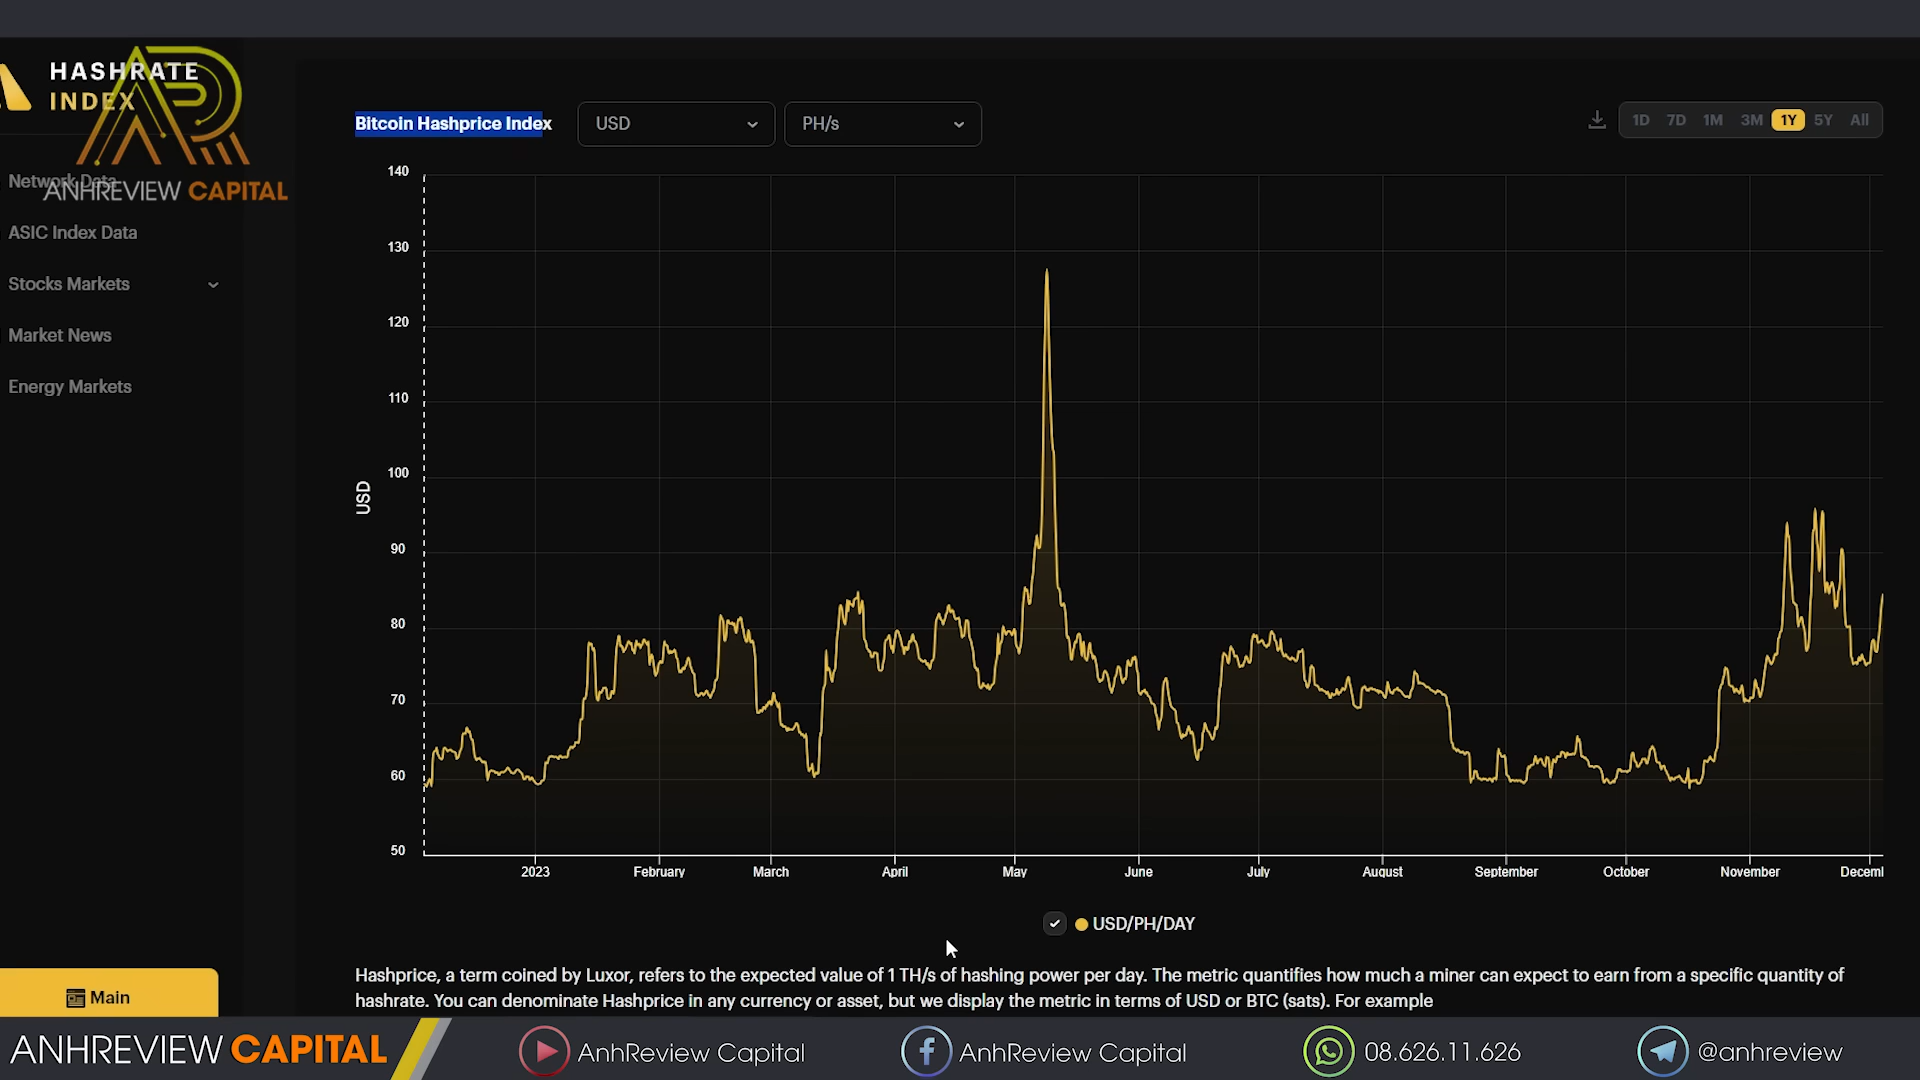 HASHRATE
INDEX
ANHREVIEW CAPITAL
Network Data
ASIC Index Data
Stocks Markets
Market News
Energy Markets
Main
Bitcoin Hashprice Index
USD
PH/s
1D 7D 1M 3M 1Y 5Y All
140
130
120
110
100
90
80
70
60
50
USD
2023 February March April May June July August September October November Decemb
USD/PH/DAY
Hashprice, a term coined by Luxor, refers to the expected value of 1 TH/s of hashing power per day. The metric quantifies how much a miner can expect to earn from a specific quantity of
hashrate. You can denominate Hashprice in any currency or asset, but we display the metric in terms of USD or BTC (sats). For example
ANHREVIEW CAPITAL
AnhReview Capital
AnhReview Capital
08.626.11.626
@anhreview